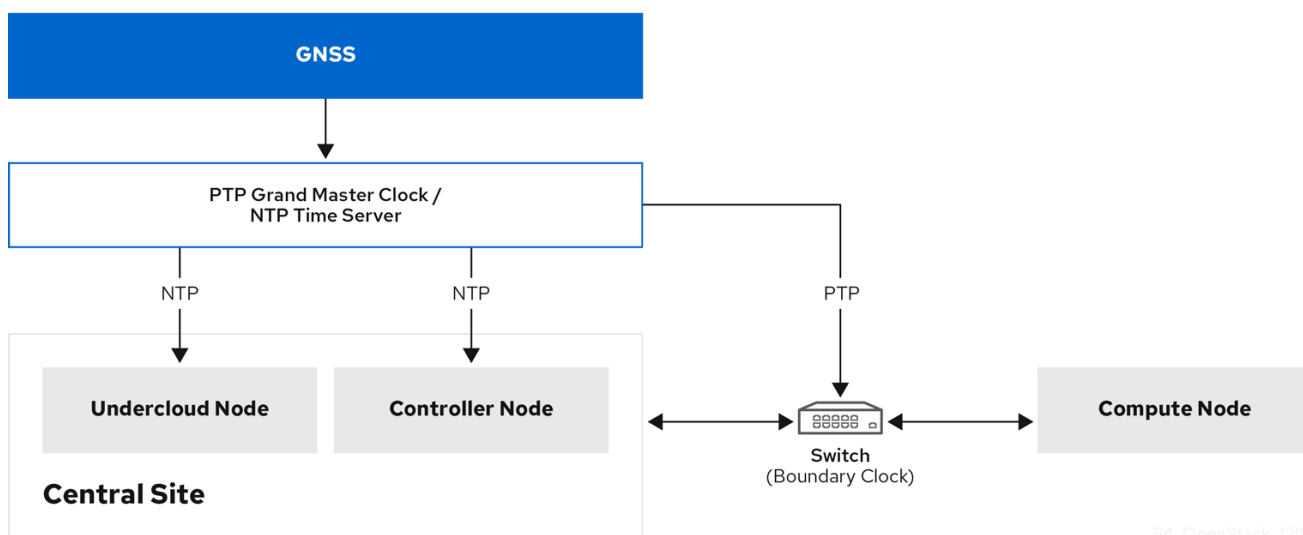 GNSS
PTP Grand Master Clock /
NTP Time Server
NTP
NTP
PTP
Undercloud Node
Controller Node
Compute Node
Switch
(Boundary Clock)
Central Site